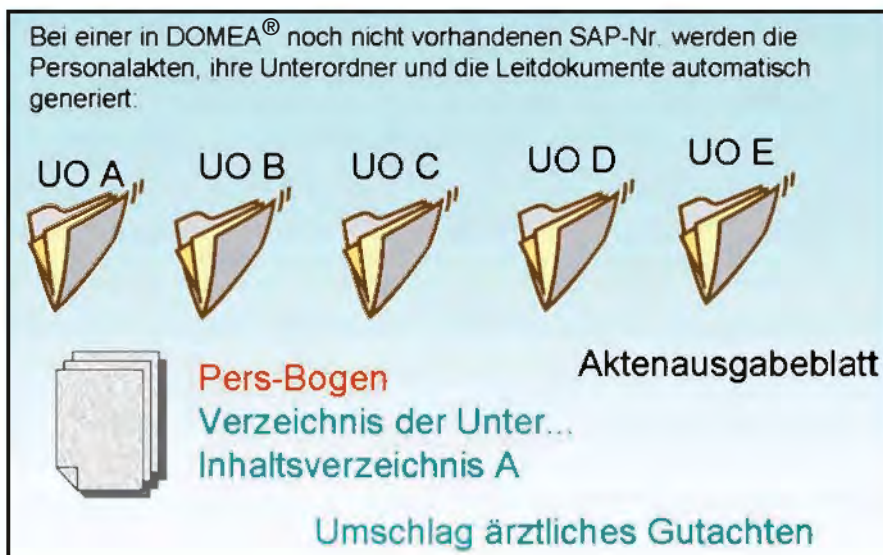 Bei einer in DOMEA® noch nicht vorhandenen SAP-Nr. werden die
Personalakten, ihre Unterordner und die Leitdokumente automatisch
generiert:
UO A UO B UO C UO D UO E
Aktenausgabeblatt
Pers-Bogen
Verzeichnis der Unter...
Inhaltsverzeichnis A
Umschlag ärztliches Gutachten